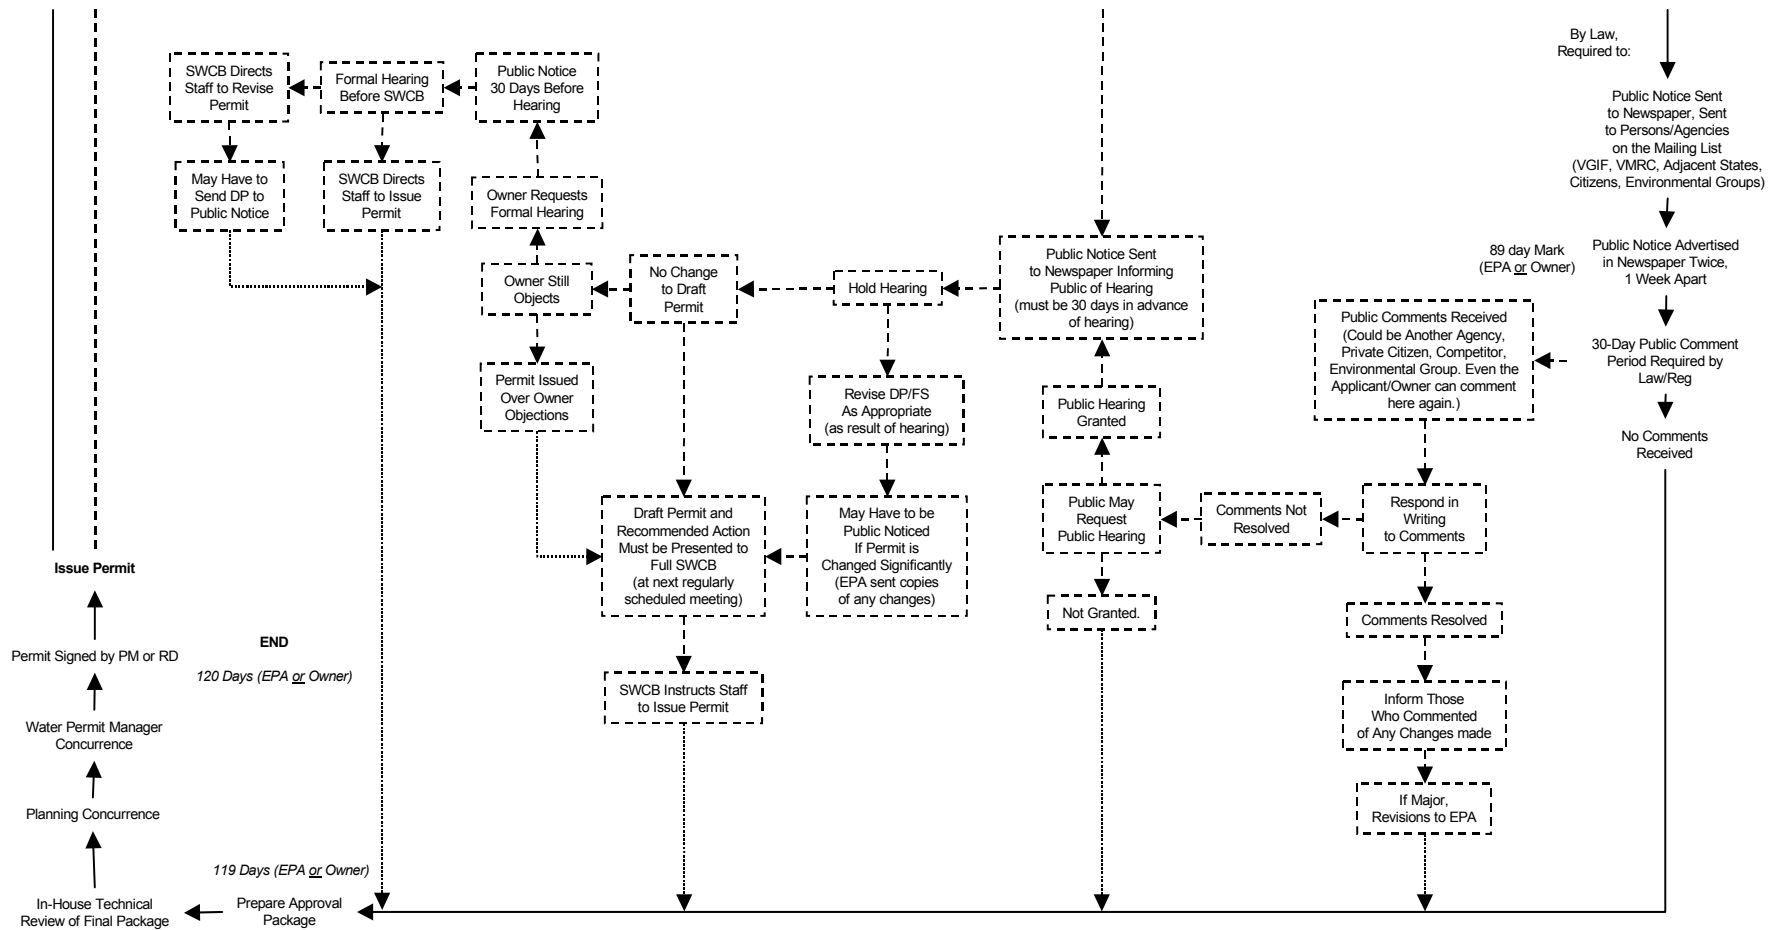 By Law,
Required to:
SWCB Directs
Staff to Revise
Permit
Formal Hearing
Before SWCB
Public Notice
30 Days Before
Hearing
Public Notice Sent
to Newspaper, Sent
to Persons/Agencies
on the Mailing List
(VGIF, VMRC, Adjacent States,
Citizens, Environmental Groups)
May Have to
Send DP to
Public Notice
SWCB Directs
Staff to Issue
Permit
Owner Requests
Formal Hearing
Owner Still
Objects
No Change
to Draft
Permit
Hold Hearing
Public Notice Sent
to Newspaper Informing
Public of Hearing
(must be 30 days in advance
of hearing)
89 day Mark
(EPA or Owner)
Public Notice Advertised
in Newspaper Twice,
1 Week Apart
Public Comments Received
(Could be Another Agency,
Private Citizen, Competitor,
Environmental Group. Even the
Applicant/Owner can comment
here again.)
30-Day Public Comment
Period Required by
Law/Reg
Permit Issued
Over Owner
Objections
Revise DP/FS
As Appropriate
(as result of hearing)
Public Hearing
Granted
No Comments
Received
Draft Permit and
Recommended Action
Must be Presented to
Full SWCB
(at next regularly
scheduled meeting)
May Have to be
Public Noticed
If Permit is
Changed Significantly
(EPA sent copies
of any changes)
Public May
Request
Public Hearing
Comments Not
Resolved
Respond in
Writing
to Comments
Issue Permit
Not Granted.
Comments Resolved
END
Permit Signed by PM or RD
120 Days (EPA or Owner)
SWCB Instructs Staff
to Issue Permit
Inform Those
Who Commented
of Any Changes made
Water Permit Manager
Concurrence
Planning Concurrence
If Major,
Revisions to EPA
119 Days (EPA or Owner)
In-House Technical
Review of Final Package
Prepare Approval
Package